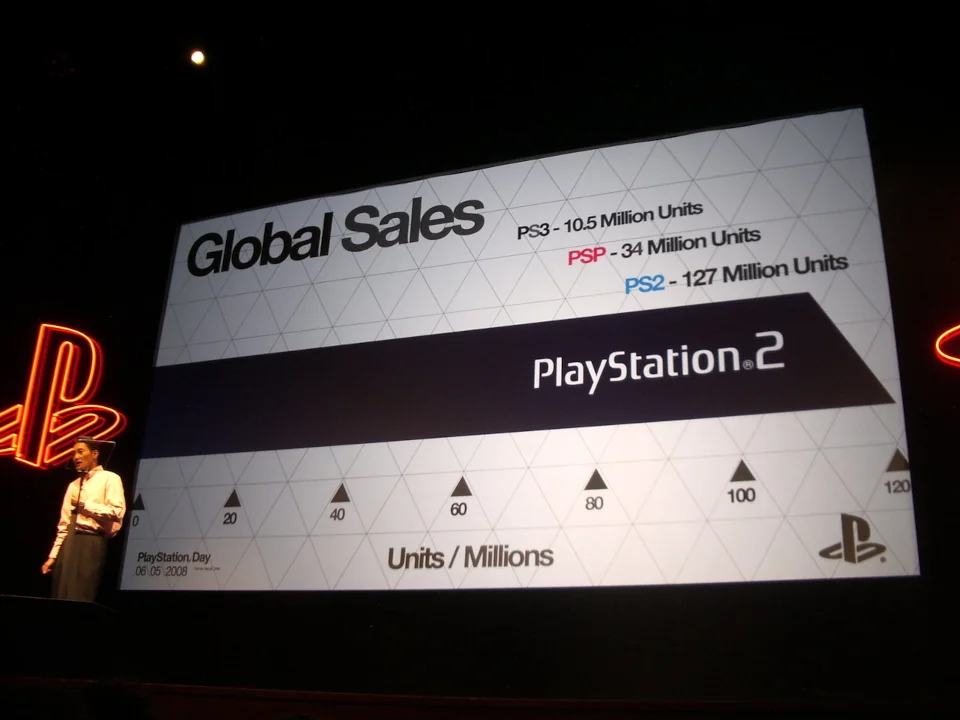 Global Sales
PS3 - 10.5 Million Units
PSP - 34 Million Units
PS2 - 127 Million Units
PlayStation®2
0 20 40 60 80 100 120
Units / Millions
PlayStation Day
06 05 2008